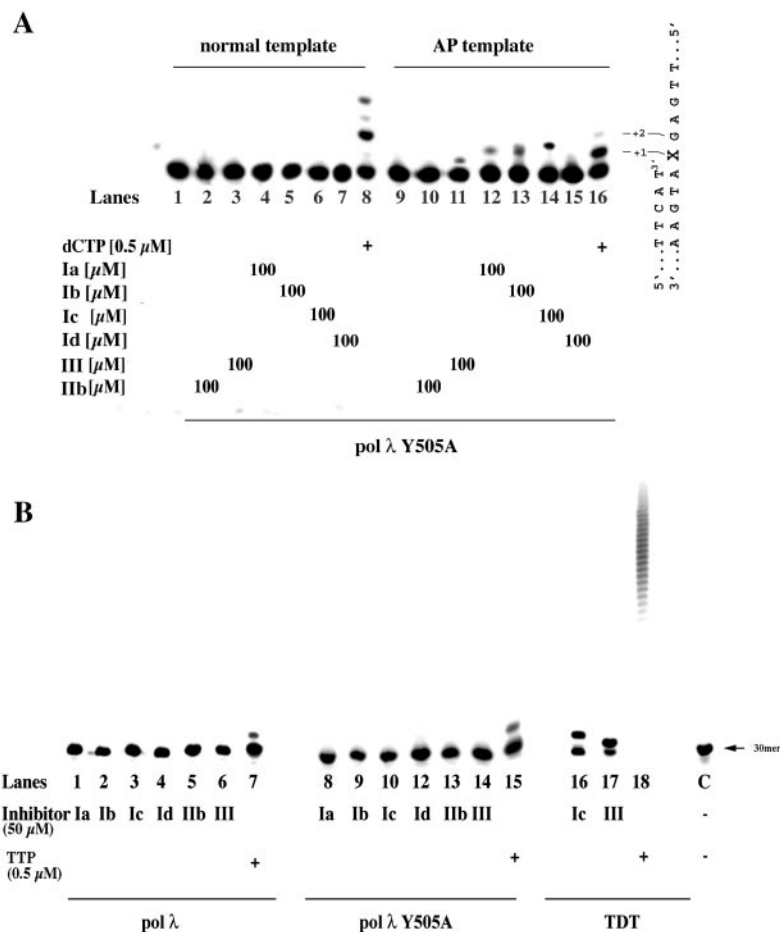 A
normal template AP template
+2
+1
5'...TTCAT3'
3'...AAGTAXGAGTT...5'
Lanes 1 2 3 4 5 6 7 8 9 10 11 12 13 14 15 16
dCTP [0.5 µM] + +
Ia [µM] 100 100
Ib [µM] 100 100
Ic [µM] 100 100
Id [µM] 100 100
III [µM] 100 100
IIb[µM] 100 100
pol λ Y505A
B
30mer
Lanes 1 2 3 4 5 6 7 8 9 10 12 13 14 15 16 17 18 C
Inhibitor Ia Ib Ic Id IIb III Ia Ib Ic Id IIb III Ic III -
(50 µM)
TTP + + + -
(0.5 µM)
pol λ pol λ Y505A TDT